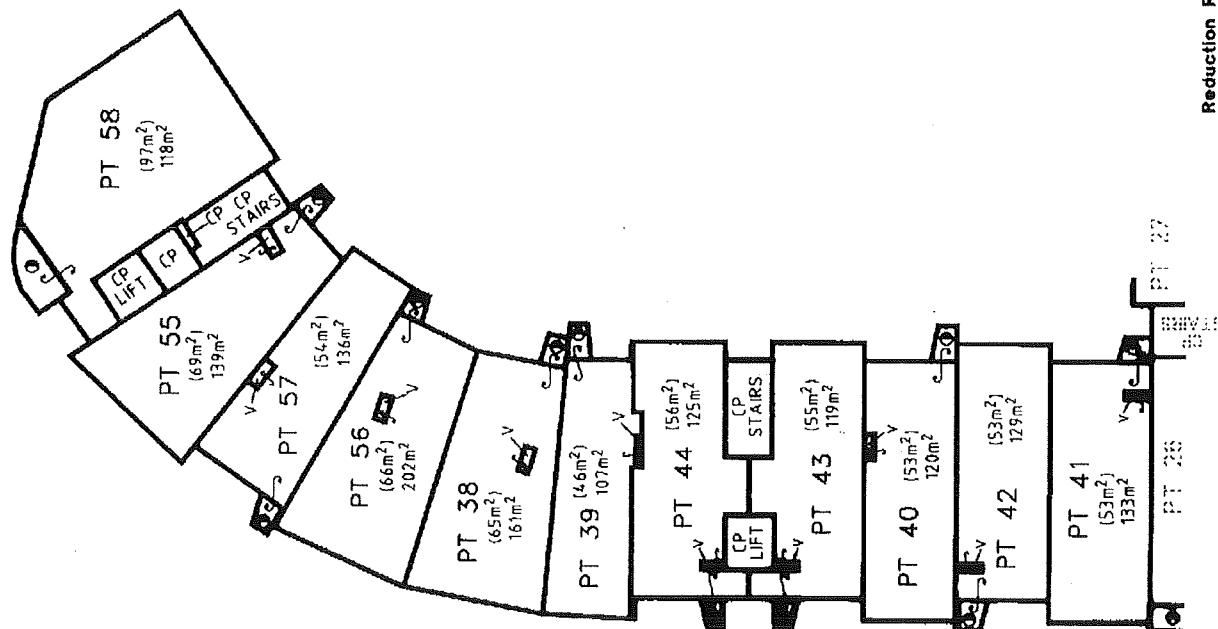 PT 58
(97m²)
118m²
CP
CP
STAIRS
CP
CP
LIFT
V
PT 55
(69m²)
139m²
V
PT 57
(54m²)
136m²
V
PT 56
(66m²)
202m²
V
PT 38
(65m²)
161m²
V
PT 39
(46m²)
107m²
PT 44
(56m²)
125m²
CP
STAIRS
CP
LIFT
V
V
PT 43
(55m²)
119m²
V
PT 40
(53m²)
120m²
V
PT 42
(53m²)
129m²
V
PT 41
(53m²)
133m²
PT 26
CP
STAIRS
PT 27
Reduction